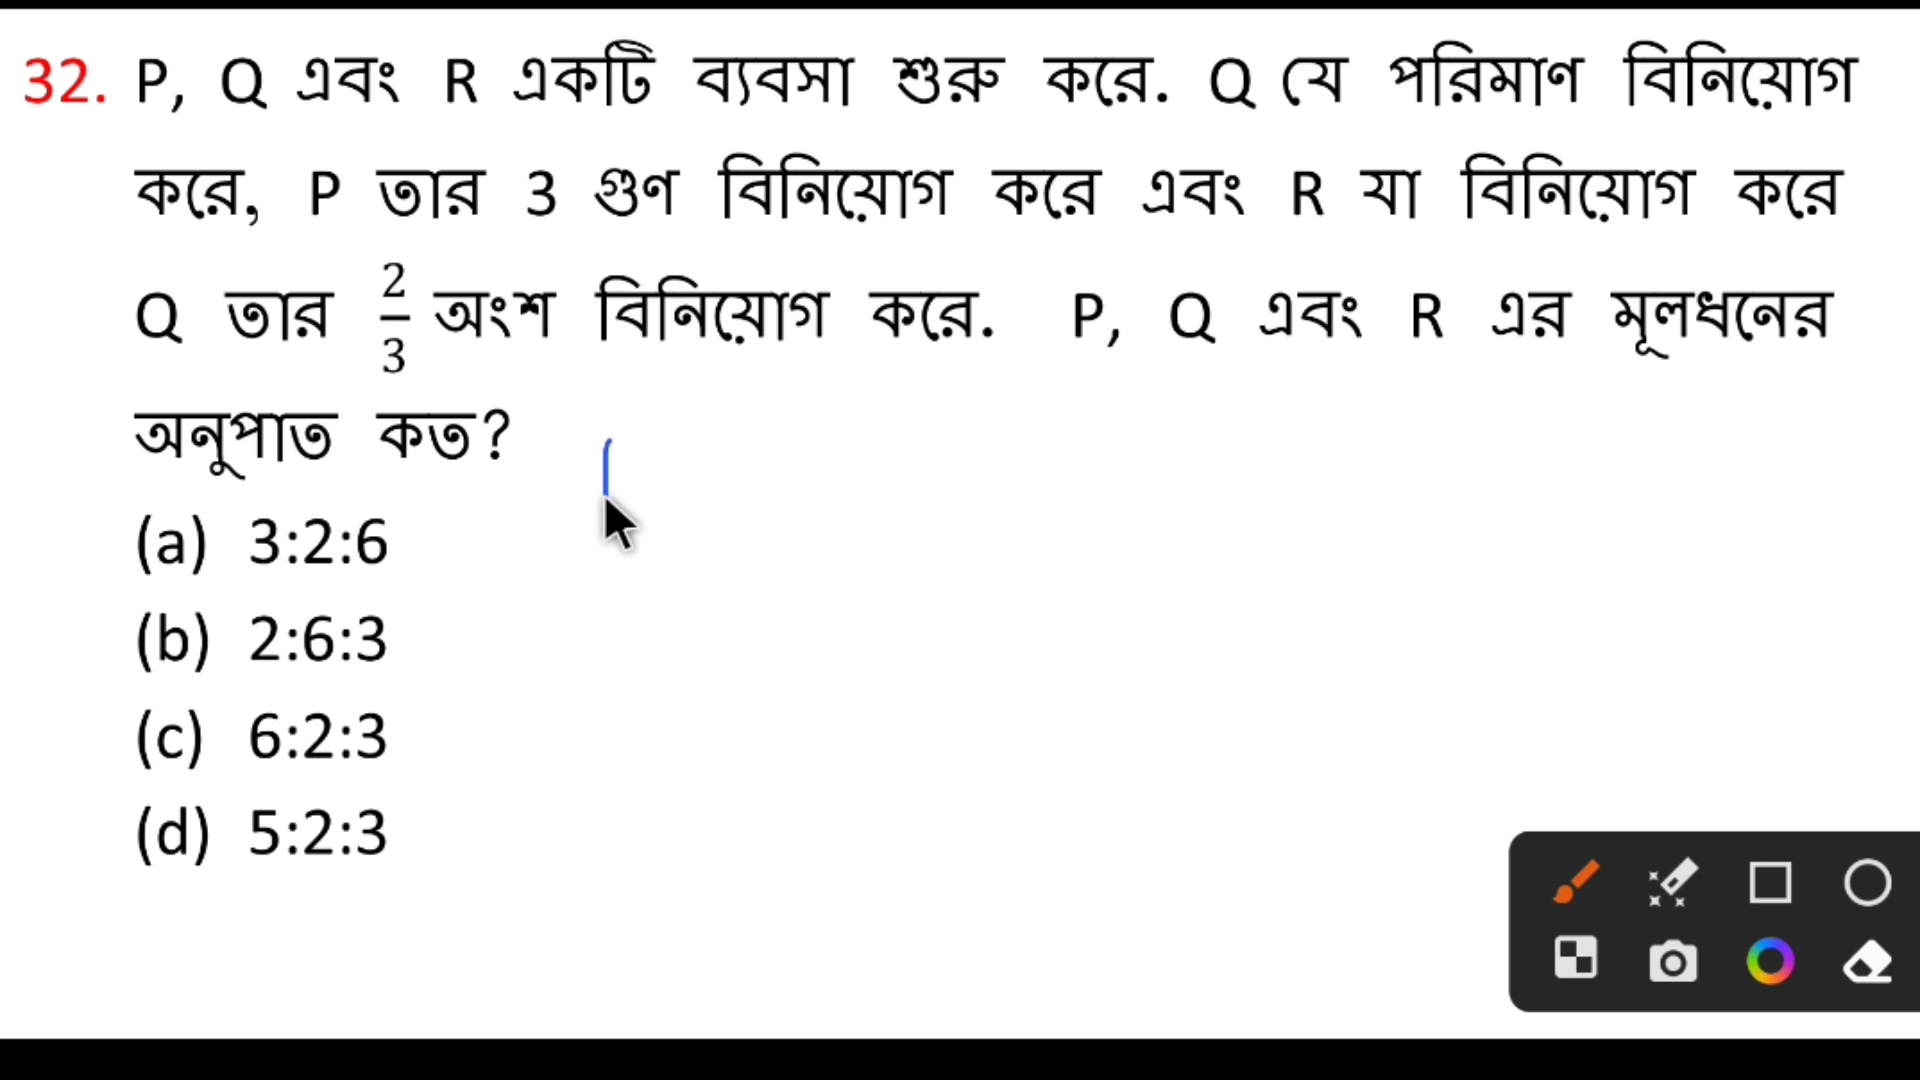 32. P, Q এবং R একটি ব্যবসা শুরু করে. Q যে পরিমাণ বিনিয়োগ
করে, P তার 3 গুণ বিনিয়োগ করে এবং R যা বিনিয়োগ করে
Q তার 2/3 অংশ বিনিয়োগ করে. P, Q এবং R এর মূলধনের
অনুপাত কত?
(a) 3:2:6
(b) 2:6:3
(c) 6:2:3
(d) 5:2:3